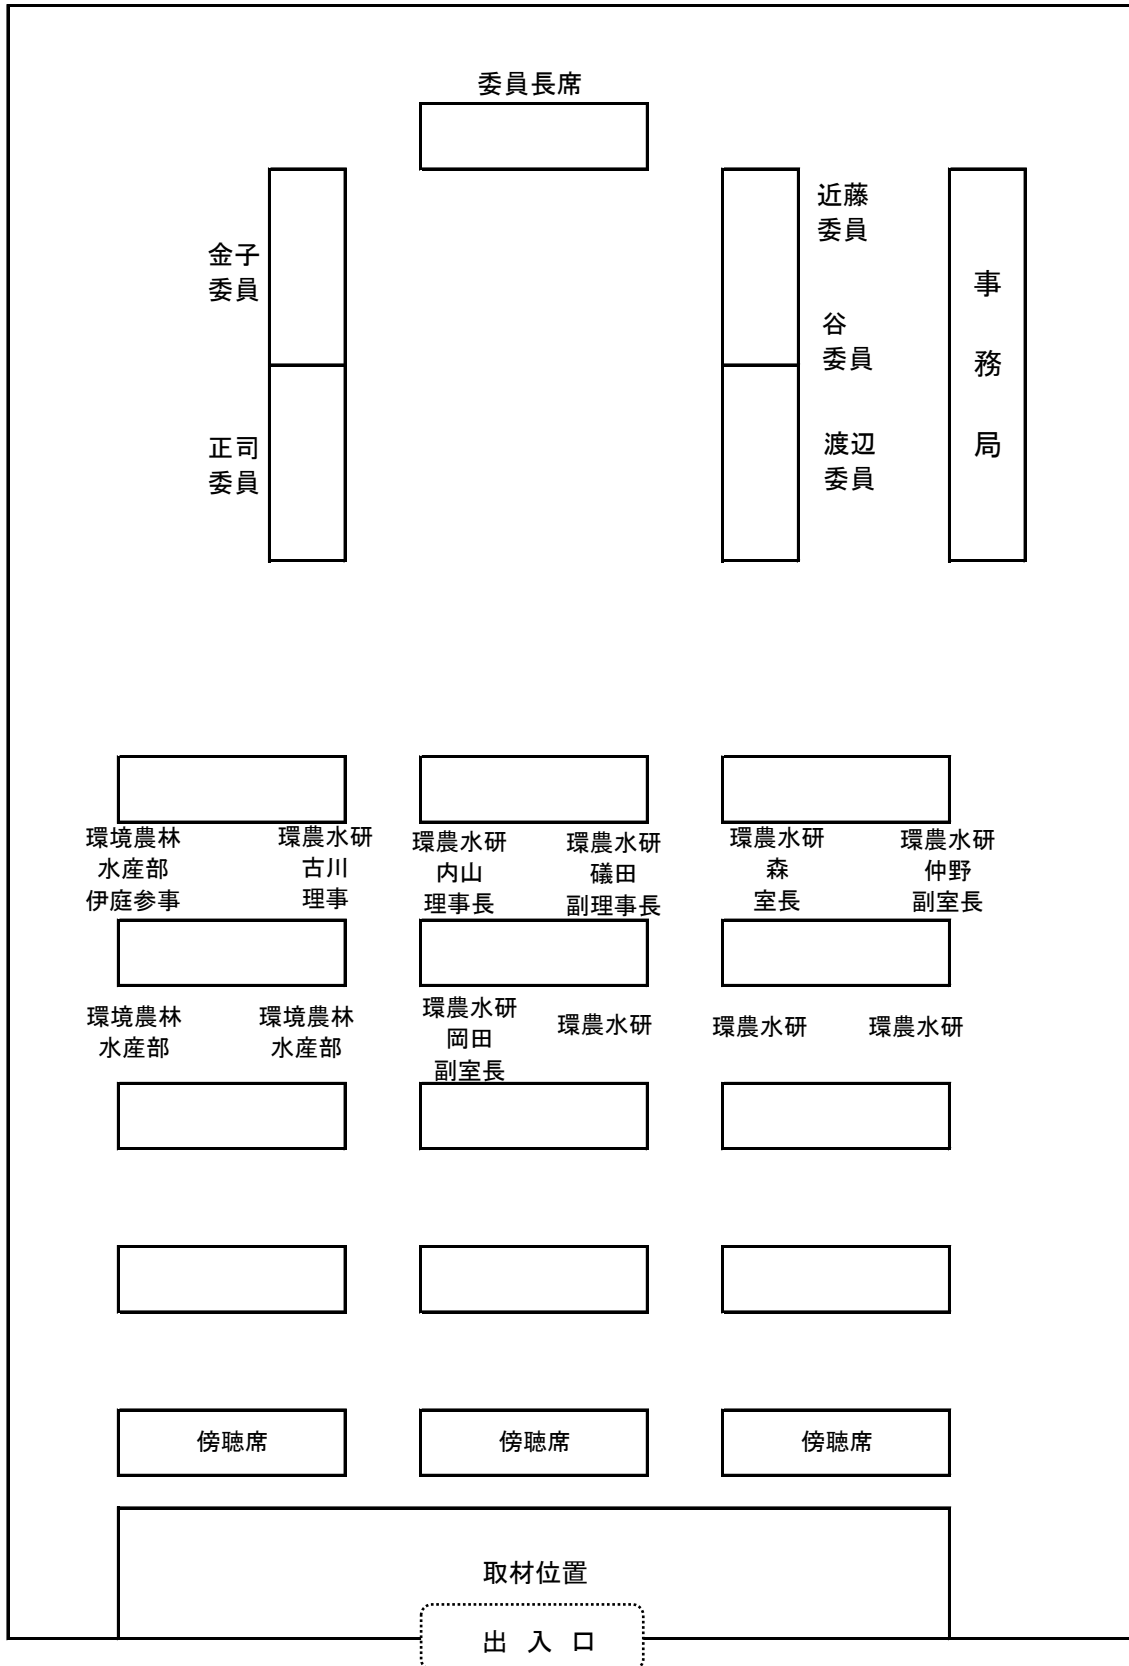 委員長席
金子
委員
正司
委員
近藤
委員
谷
委員
渡辺
委員
事
務
局
環境農林
水産部
伊庭参事
環農水研
古川
理事
環農水研
内山
理事長
環農水研
礒田
副理事長
環農水研
森
室長
環農水研
仲野
副室長
環境農林
水産部
環境農林
水産部
環農水研
岡田
副室長
環農水研
環農水研
環農水研
傍聴席
傍聴席
傍聴席
取材位置
出 入 口